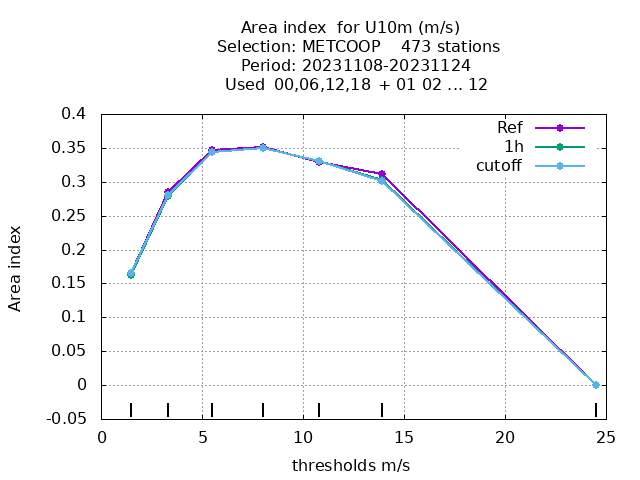 Area index  for U10m (m/s)
Selection: METCOOP    473 stations
Period: 20231108-20231124
Used  00,06,12,18  + 01 02 ... 12
0.4
0.35
0.3
0.25
0.2
0.15
0.1
0.05
0
-0.05
Area index
Ref
1h
cutoff
0 5 10 15 20 25
thresholds m/s